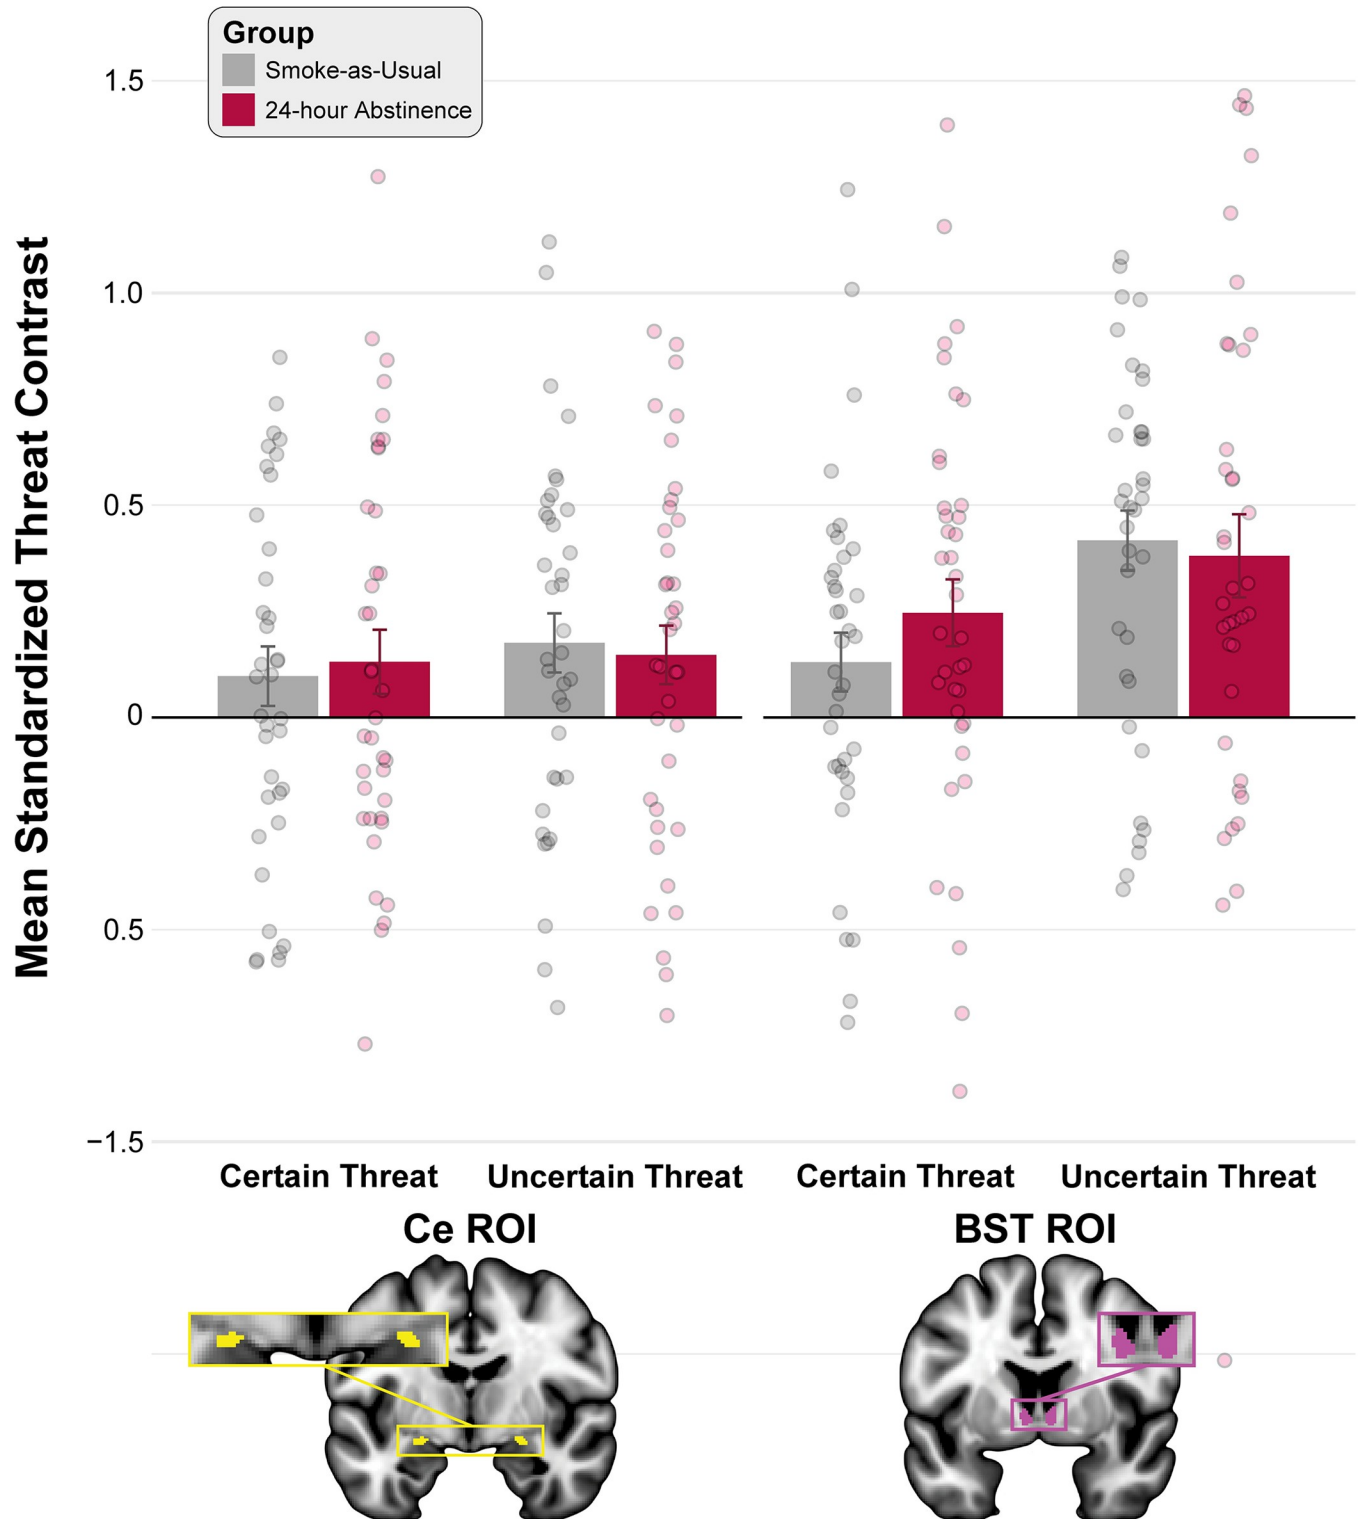 Group
Smoke-as-Usual
24-hour Abstinence
Mean Standardized Threat Contrast
1.5
1.0
0.5
0
0.5
−1.5
Certain Threat
Uncertain Threat
Certain Threat
Uncertain Threat
Ce ROI
BST ROI